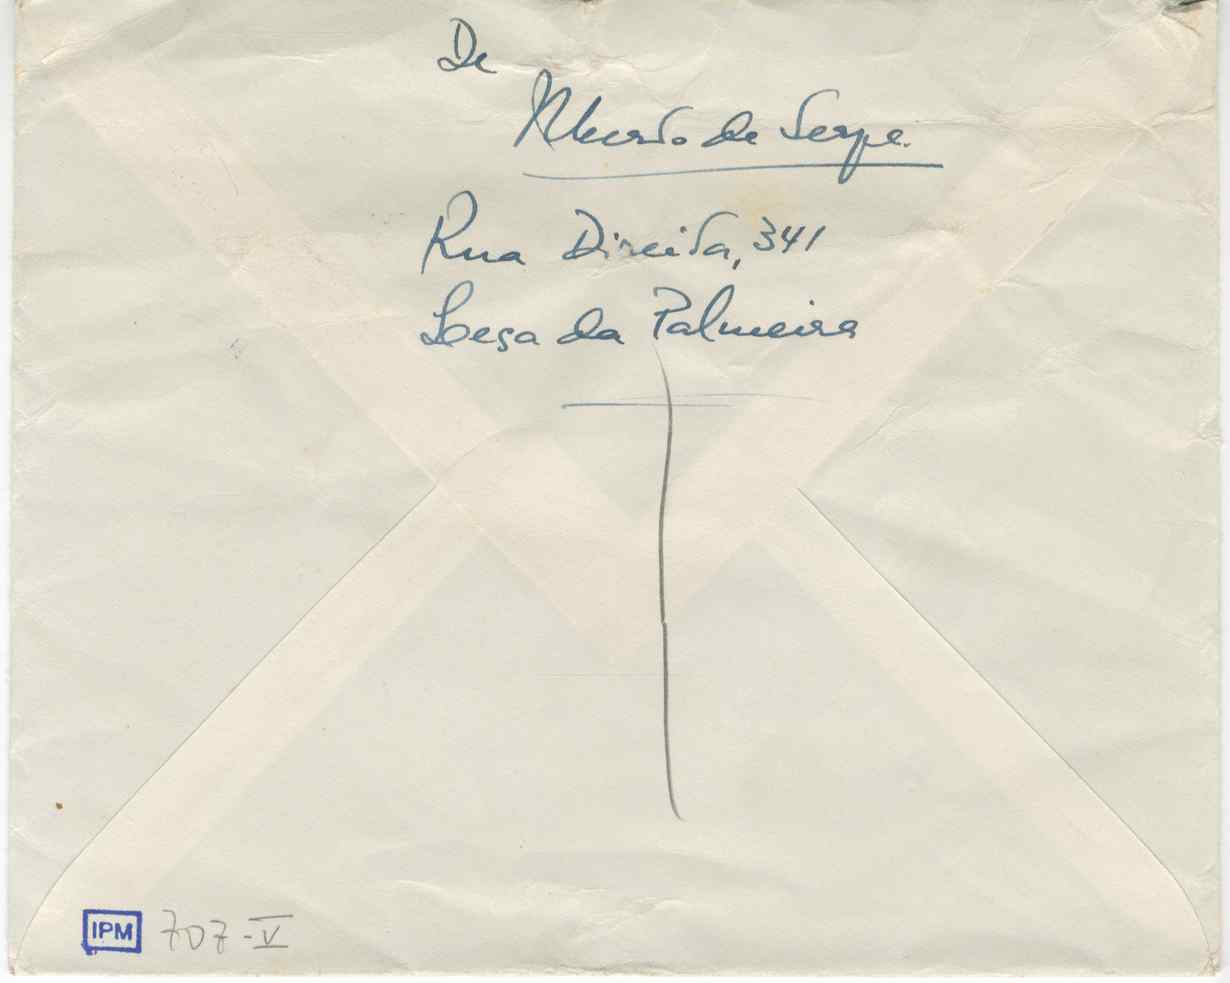 De
Alberto de Serpa.
Rua Direita, 341
Leça da Palmeira
IPM 707-V